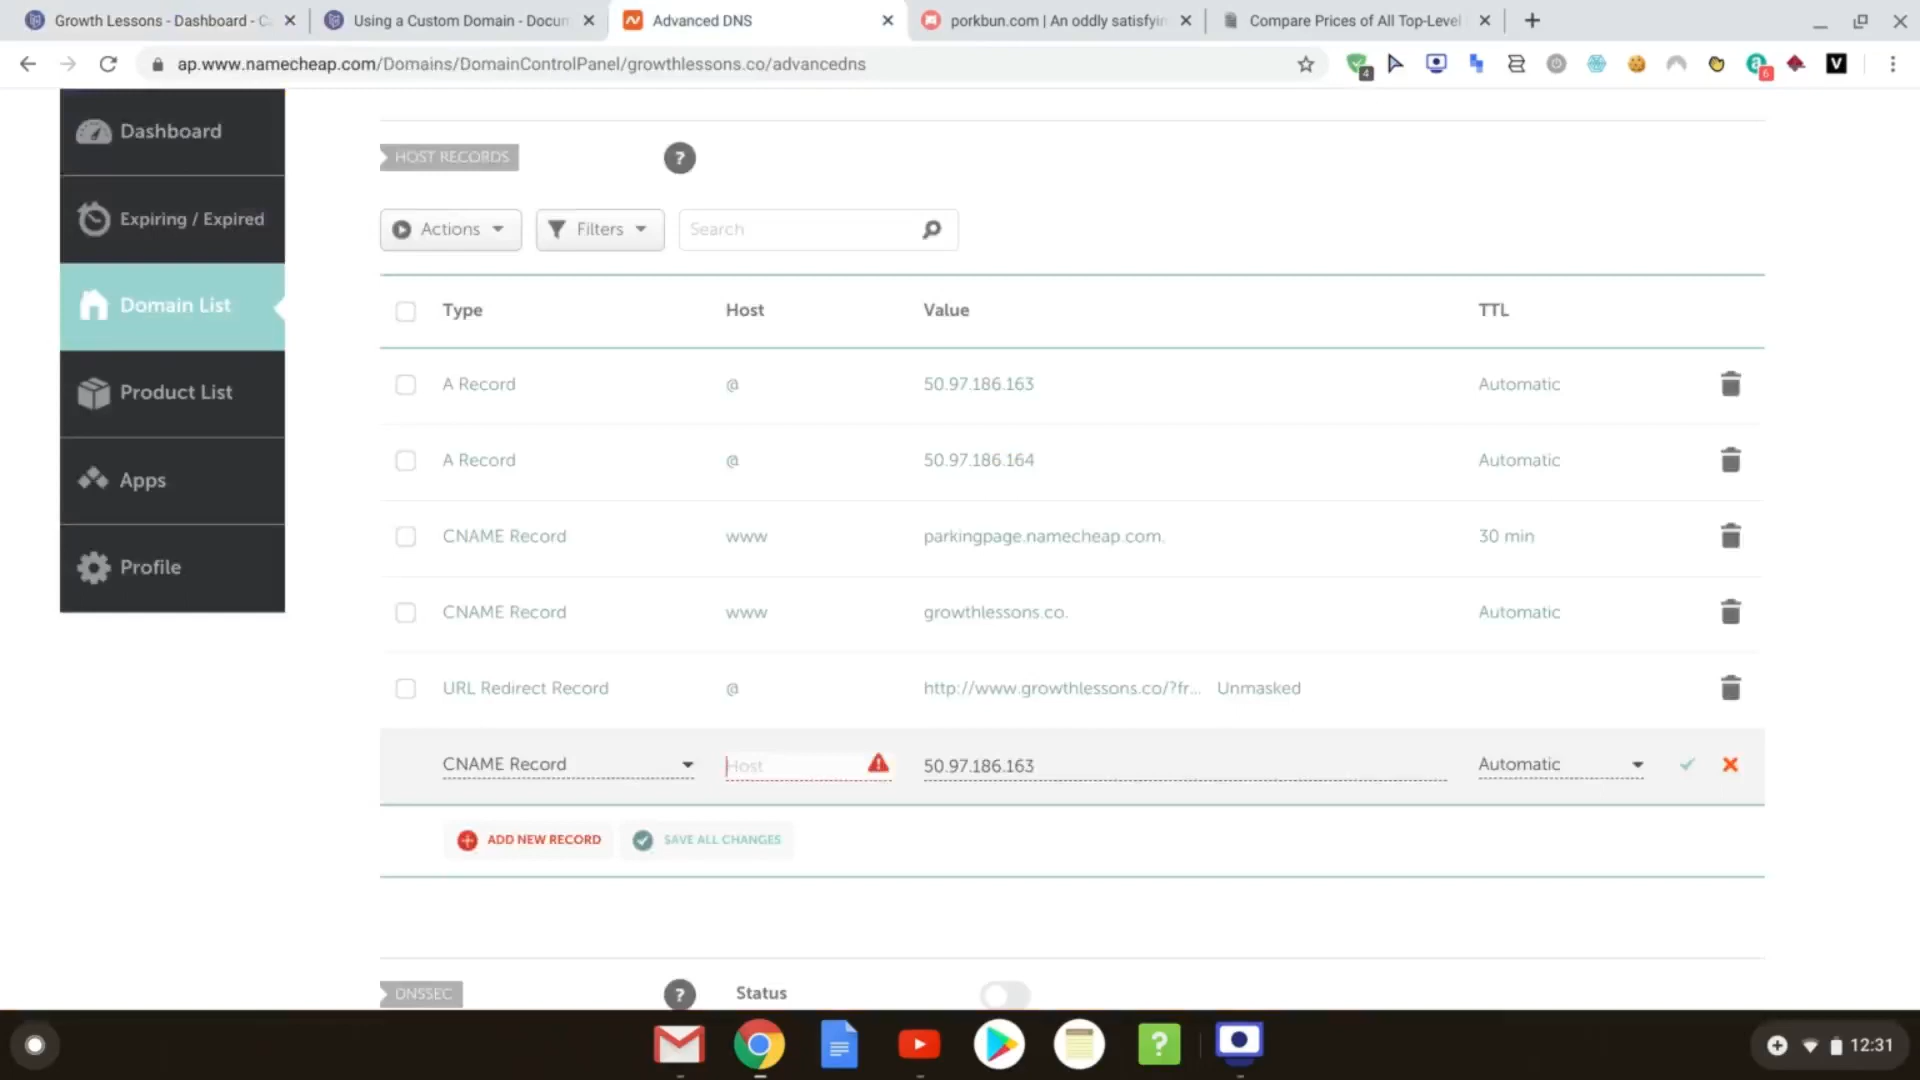 Growth Lessons - Dashboard - C
Using a Custom Domain - Docum
Advanced DNS
porkbun.com | An oddly satisfyin
Compare Prices of All Top-Level
ap.www.namecheap.com/Domains/DomainControlPanel/growthlessons.co/advancedns
4
a
6
V
Dashboard
Expiring / Expired
Domain List
Product List
Apps
Profile
HOST RECORDS
?
Actions
Filters
Search
Type Host Value TTL
A Record @ 50.97.186.163 Automatic
A Record @ 50.97.186.164 Automatic
CNAME Record www parkingpage.namecheap.com. 30 min
CNAME Record www growthlessons.co. Automatic
URL Redirect Record @ http://www.growthlessons.co/?fr... Unmasked
CNAME Record Host 50.97.186.163 Automatic
ADD NEW RECORD SAVE ALL CHANGES
DNSSEC ? Status
?
12:31